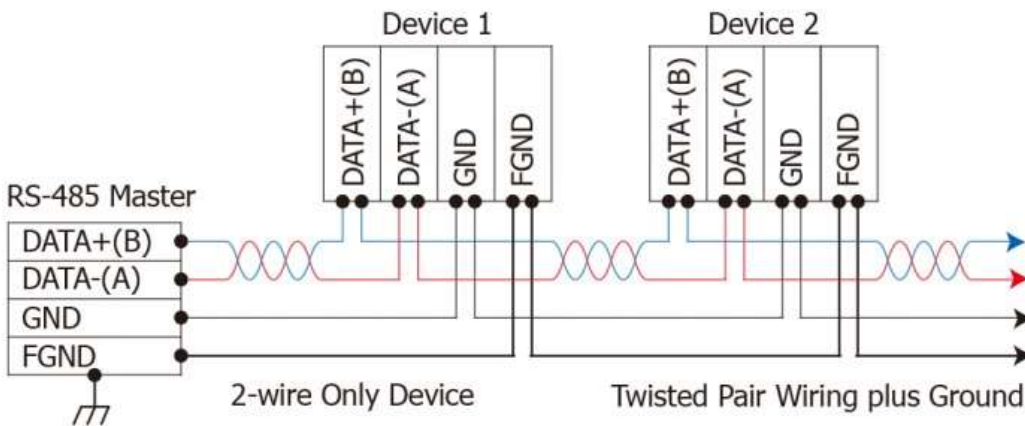 Device 1
Device 2
DATA+(B)
DATA-(A)
GND
FGND
DATA+(B)
DATA-(A)
GND
FGND
RS-485 Master
DATA+(B)
DATA-(A)
GND
FGND
2-wire Only Device
Twisted Pair Wiring plus Ground